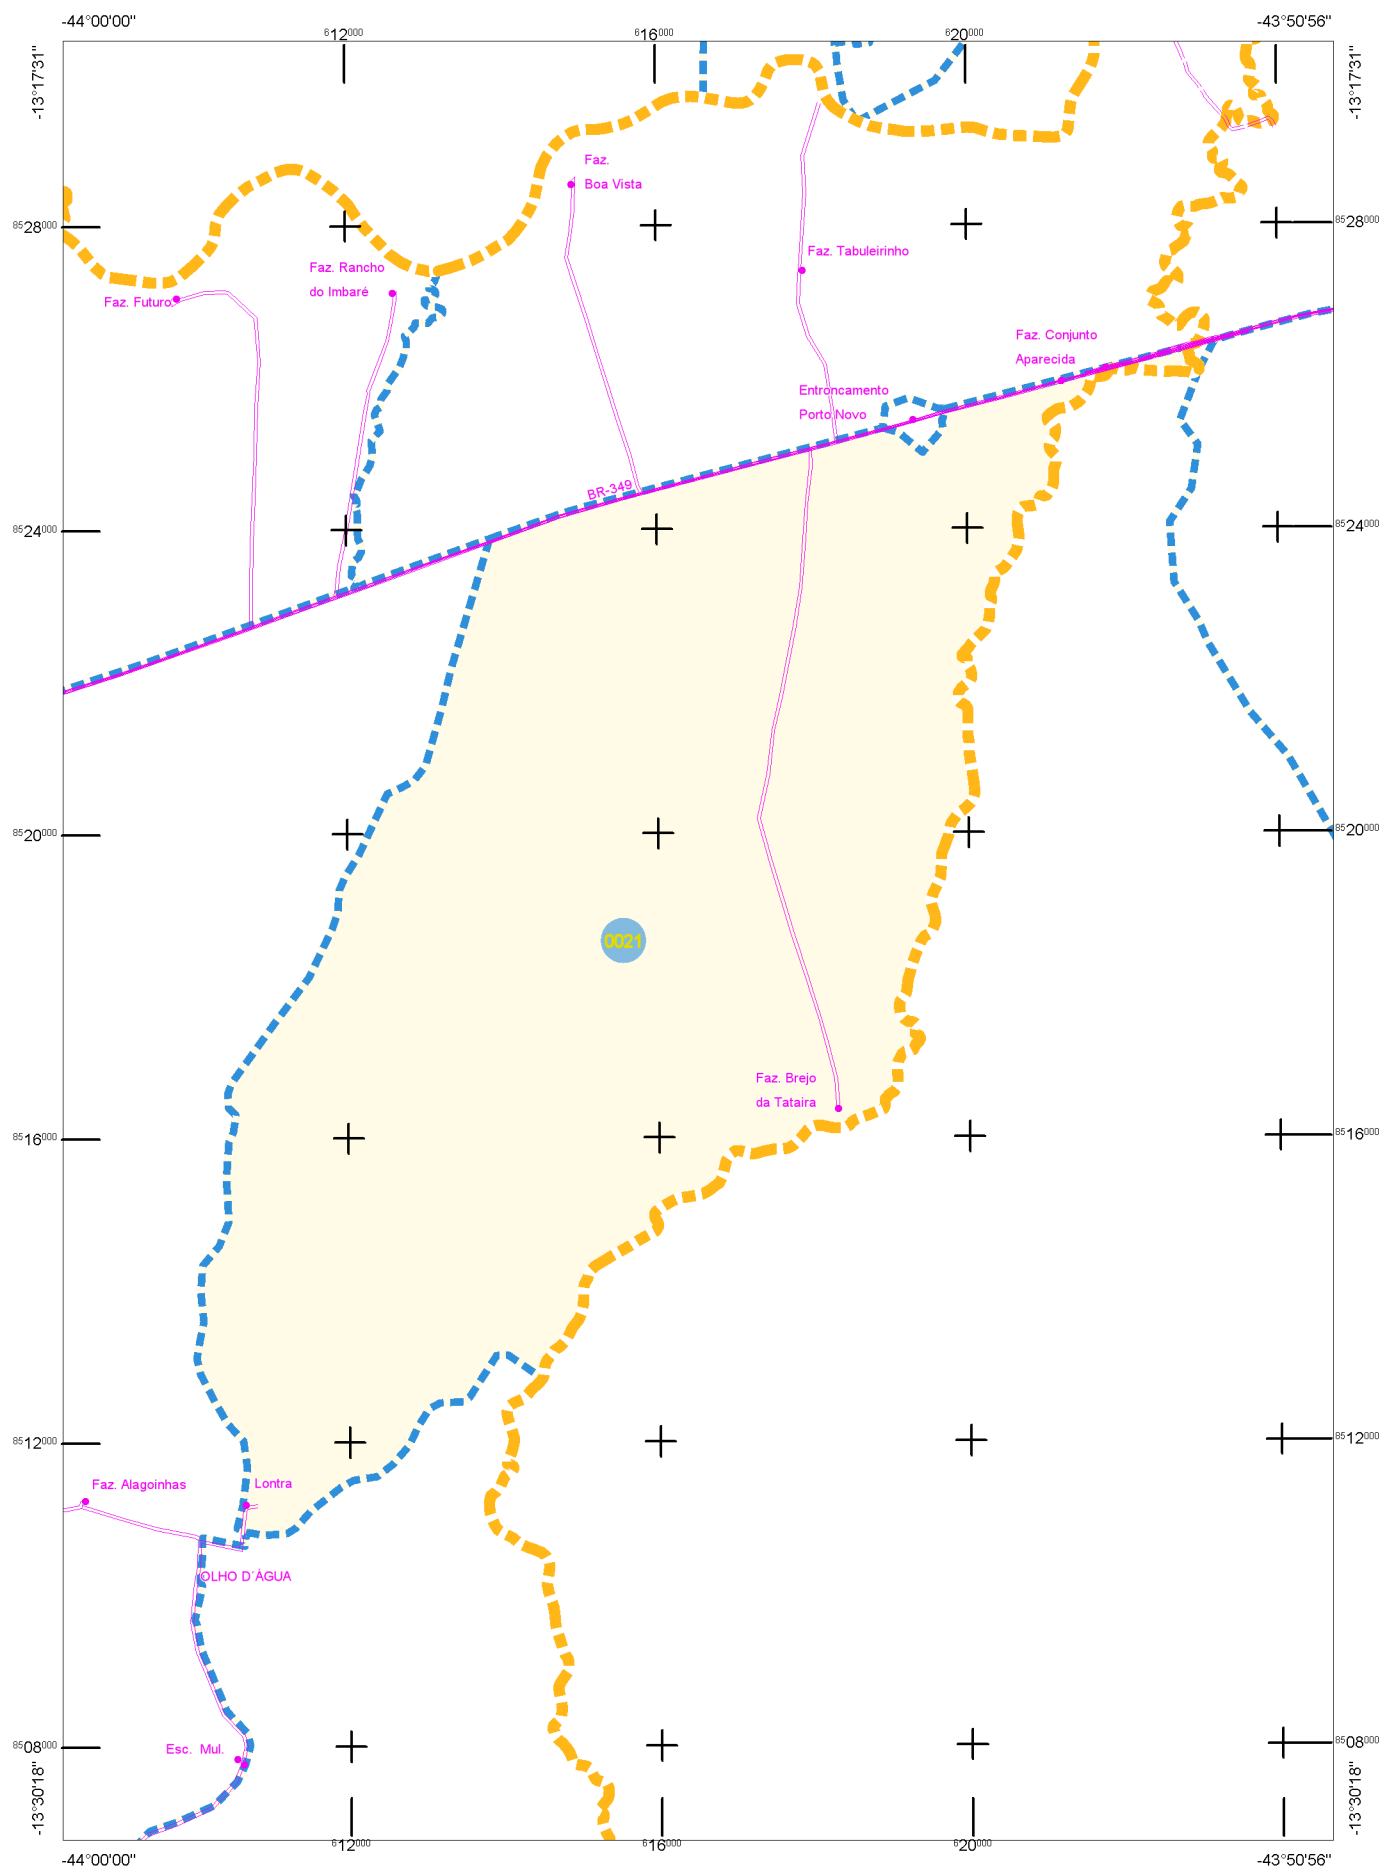 -44°00'00"
-43°50'56"
612000
616000
620000
-13°17'31"
-13°17'31"
Faz.
Boa Vista
8528000
8528000
Faz. Tabuleirinho
Faz. Rancho
do Imbaré
Faz. Futuro
Faz. Conjunto
Aparecida
Entroncamento
Porto Novo
BR-349
8524000
8524000
8520000
8520000
0021
Faz. Brejo
da Tataira
8516000
8516000
8512000
8512000
Faz. Alagoinhas
Lontra
OLHO D´ÁGUA
Esc. Mul.
8508000
8508000
-13°30'18"
-13°30'18"
612000
616000
620000
-44°00'00"
-43°50'56"